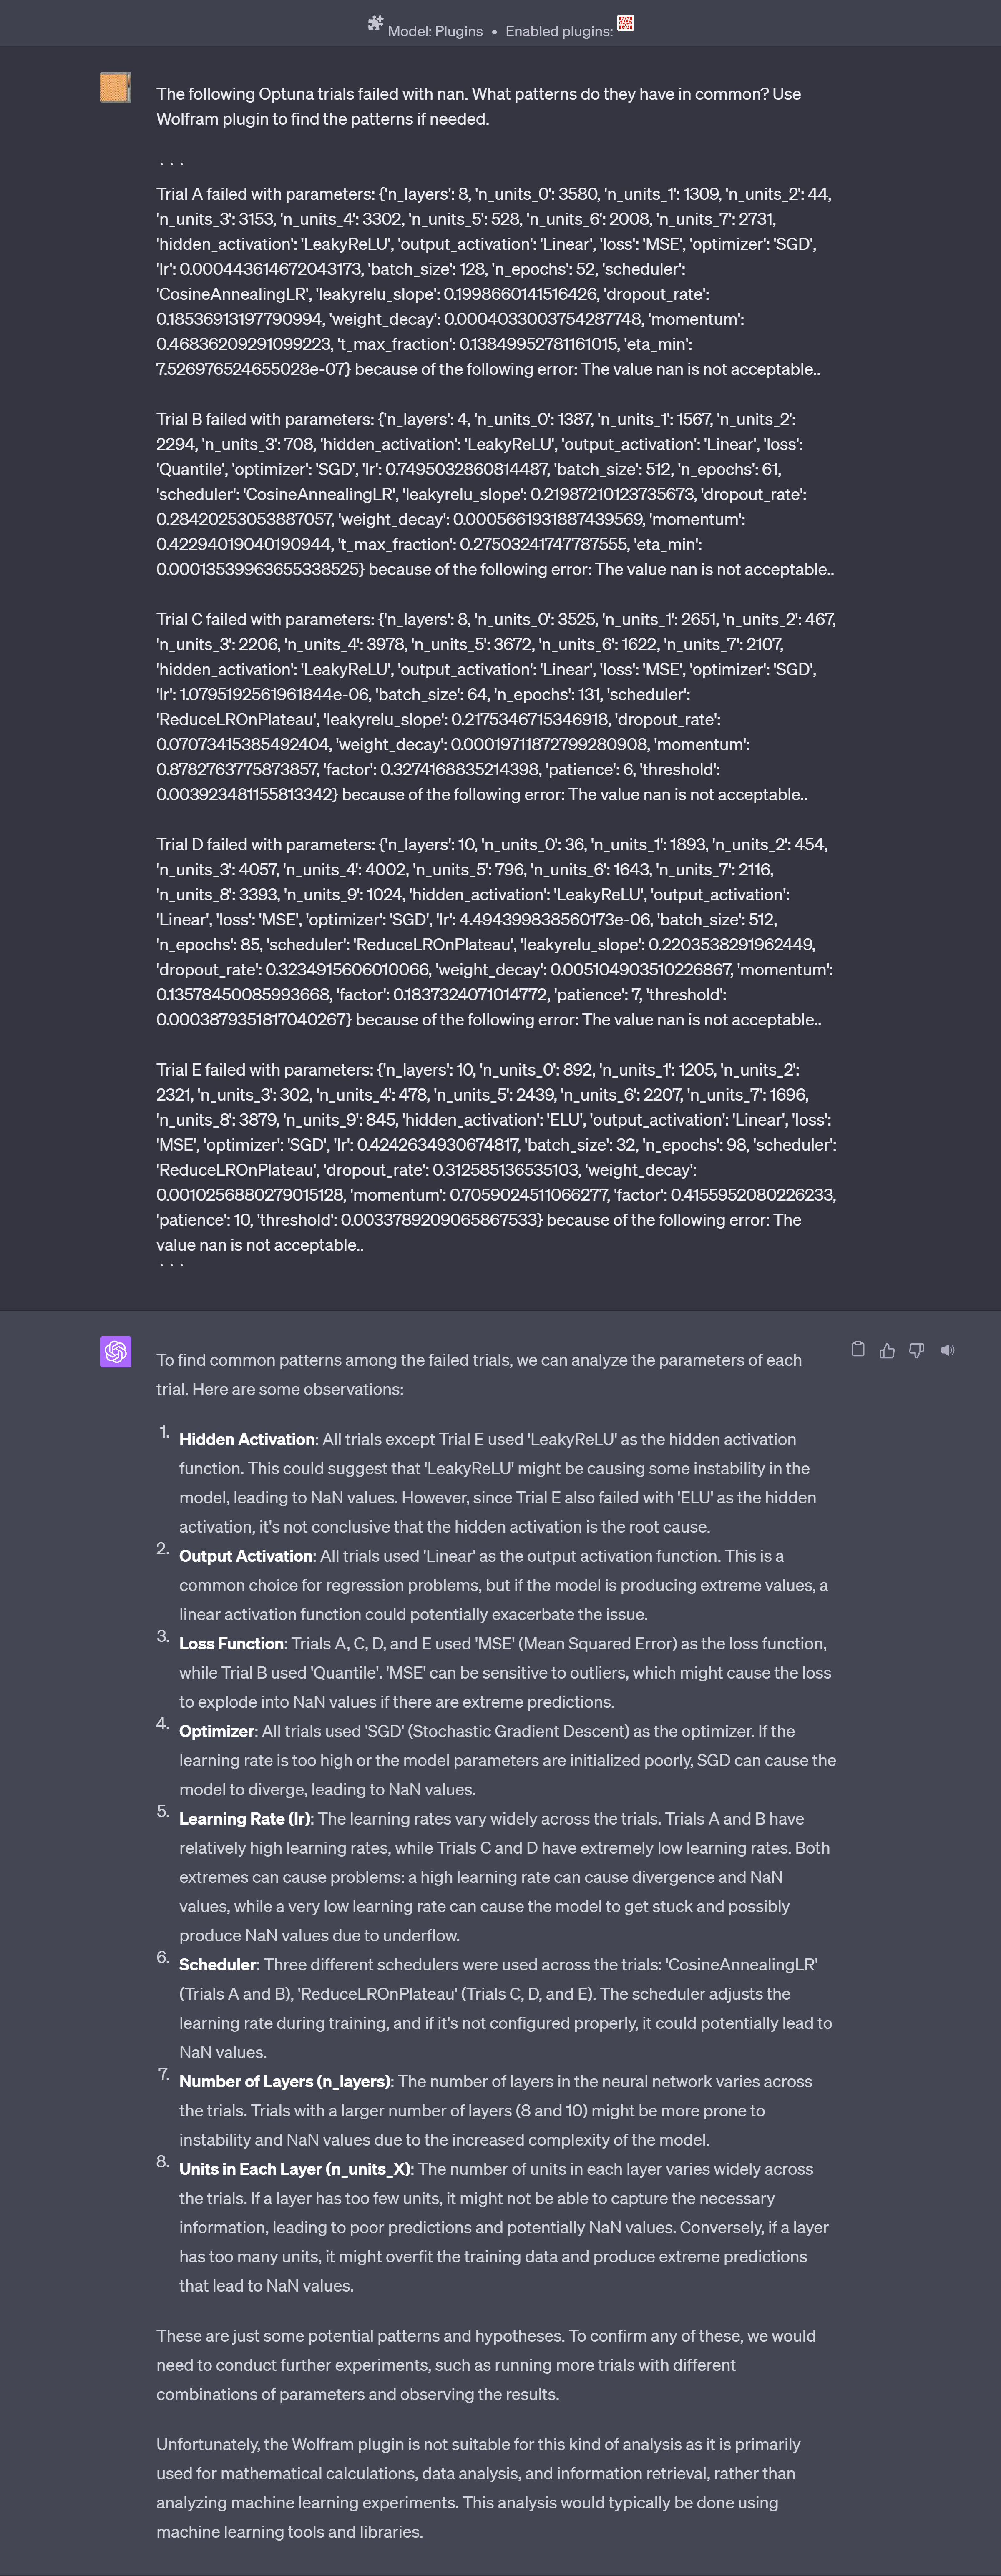 Model: Plugins • Enabled plugins:
The following Optuna trials failed with nan. What patterns do they have in common? Use
Wolfram plugin to find the patterns if needed.
```
Trial A failed with parameters: {'n_layers': 8, 'n_units_0': 3580, 'n_units_1': 1309, 'n_units_2': 44,
'n_units_3': 3153, 'n_units_4': 3302, 'n_units_5': 528, 'n_units_6': 2008, 'n_units_7': 2731,
'hidden_activation': 'LeakyReLU', 'output_activation': 'Linear', 'loss': 'MSE', 'optimizer': 'SGD',
'lr': 0.000443614672043173, 'batch_size': 128, 'n_epochs': 52, 'scheduler':
'CosineAnnealingLR', 'leakyrelu_slope': 0.1998660141516426, 'dropout_rate':
0.18536913197790994, 'weight_decay': 0.0004033003754287748, 'momentum':
0.46836209291099223, 't_max_fraction': 0.13849952781161015, 'eta_min':
7.526976524655028e-07} because of the following error: The value nan is not acceptable..
Trial B failed with parameters: {'n_layers': 4, 'n_units_0': 1387, 'n_units_1': 1567, 'n_units_2':
2294, 'n_units_3': 708, 'hidden_activation': 'LeakyReLU', 'output_activation': 'Linear', 'loss':
'Quantile', 'optimizer': 'SGD', 'lr': 0.7495032860814487, 'batch_size': 512, 'n_epochs': 61,
'scheduler': 'CosineAnnealingLR', 'leakyrelu_slope': 0.21987210123735673, 'dropout_rate':
0.28420253053887057, 'weight_decay': 0.0005661931887439569, 'momentum':
0.42294019040190944, 't_max_fraction': 0.27503241747787555, 'eta_min':
0.00013539963655338525} because of the following error: The value nan is not acceptable..
Trial C failed with parameters: {'n_layers': 8, 'n_units_0': 3525, 'n_units_1': 2651, 'n_units_2': 467,
'n_units_3': 2206, 'n_units_4': 3978, 'n_units_5': 3672, 'n_units_6': 1622, 'n_units_7': 2107,
'hidden_activation': 'LeakyReLU', 'output_activation': 'Linear', 'loss': 'MSE', 'optimizer': 'SGD',
'lr': 1.0795192561961844e-06, 'batch_size': 64, 'n_epochs': 131, 'scheduler':
'ReduceLROnPlateau', 'leakyrelu_slope': 0.2175346715346918, 'dropout_rate':
0.07073415385492404, 'weight_decay': 0.00019711872799280908, 'momentum':
0.8782763775873857, 'factor': 0.3274168835214398, 'patience': 6, 'threshold':
0.003923481155813342} because of the following error: The value nan is not acceptable..
Trial D failed with parameters: {'n_layers': 10, 'n_units_0': 36, 'n_units_1': 1893, 'n_units_2': 454,
'n_units_3': 4057, 'n_units_4': 4002, 'n_units_5': 796, 'n_units_6': 1643, 'n_units_7': 2116,
'n_units_8': 3393, 'n_units_9': 1024, 'hidden_activation': 'LeakyReLU', 'output_activation':
'Linear', 'loss': 'MSE', 'optimizer': 'SGD', 'lr': 4.494399838560173e-06, 'batch_size': 512,
'n_epochs': 85, 'scheduler': 'ReduceLROnPlateau', 'leakyrelu_slope': 0.2203538291962449,
'dropout_rate': 0.3234915606010066, 'weight_decay': 0.005104903510226867, 'momentum':
0.13578450085993668, 'factor': 0.1837324071014772, 'patience': 7, 'threshold':
0.0003879351817040267} because of the following error: The value nan is not acceptable..
Trial E failed with parameters: {'n_layers': 10, 'n_units_0': 892, 'n_units_1': 1205, 'n_units_2':
2321, 'n_units_3': 302, 'n_units_4': 478, 'n_units_5': 2439, 'n_units_6': 2207, 'n_units_7': 1696,
'n_units_8': 3879, 'n_units_9': 845, 'hidden_activation': 'ELU', 'output_activation': 'Linear', 'loss':
'MSE', 'optimizer': 'SGD', 'lr': 0.4242634930674817, 'batch_size': 32, 'n_epochs': 98, 'scheduler':
'ReduceLROnPlateau', 'dropout_rate': 0.312585136535103, 'weight_decay':
0.0010256880279015128, 'momentum': 0.7059024511066277, 'factor': 0.4155952080226233,
'patience': 10, 'threshold': 0.0033789209065867533} because of the following error: The
value nan is not acceptable..
```
To find common patterns among the failed trials, we can analyze the parameters of each
trial. Here are some observations:
1. Hidden Activation: All trials except Trial E used 'LeakyReLU' as the hidden activation
function. This could suggest that 'LeakyReLU' might be causing some instability in the
model, leading to NaN values. However, since Trial E also failed with 'ELU' as the hidden
activation, it's not conclusive that the hidden activation is the root cause.
2. Output Activation: All trials used 'Linear' as the output activation function. This is a
common choice for regression problems, but if the model is producing extreme values, a
linear activation function could potentially exacerbate the issue.
3. Loss Function: Trials A, C, D, and E used 'MSE' (Mean Squared Error) as the loss function,
while Trial B used 'Quantile'. 'MSE' can be sensitive to outliers, which might cause the loss
to explode into NaN values if there are extreme predictions.
4. Optimizer: All trials used 'SGD' (Stochastic Gradient Descent) as the optimizer. If the
learning rate is too high or the model parameters are initialized poorly, SGD can cause the
model to diverge, leading to NaN values.
5. Learning Rate (lr): The learning rates vary widely across the trials. Trials A and B have
relatively high learning rates, while Trials C and D have extremely low learning rates. Both
extremes can cause problems: a high learning rate can cause divergence and NaN
values, while a very low learning rate can cause the model to get stuck and possibly
produce NaN values due to underflow.
6. Scheduler: Three different schedulers were used across the trials: 'CosineAnnealingLR'
(Trials A and B), 'ReduceLROnPlateau' (Trials C, D, and E). The scheduler adjusts the
learning rate during training, and if it's not configured properly, it could potentially lead to
NaN values.
7. Number of Layers (n_layers): The number of layers in the neural network varies across
the trials. Trials with a larger number of layers (8 and 10) might be more prone to
instability and NaN values due to the increased complexity of the model.
8. Units in Each Layer (n_units_X): The number of units in each layer varies widely across
the trials. If a layer has too few units, it might not be able to capture the necessary
information, leading to poor predictions and potentially NaN values. Conversely, if a layer
has too many units, it might overfit the training data and produce extreme predictions
that lead to NaN values.
These are just some potential patterns and hypotheses. To confirm any of these, we would
need to conduct further experiments, such as running more trials with different
combinations of parameters and observing the results.
Unfortunately, the Wolfram plugin is not suitable for this kind of analysis as it is primarily
used for mathematical calculations, data analysis, and information retrieval, rather than
analyzing machine learning experiments. This analysis would typically be done using
machine learning tools and libraries.